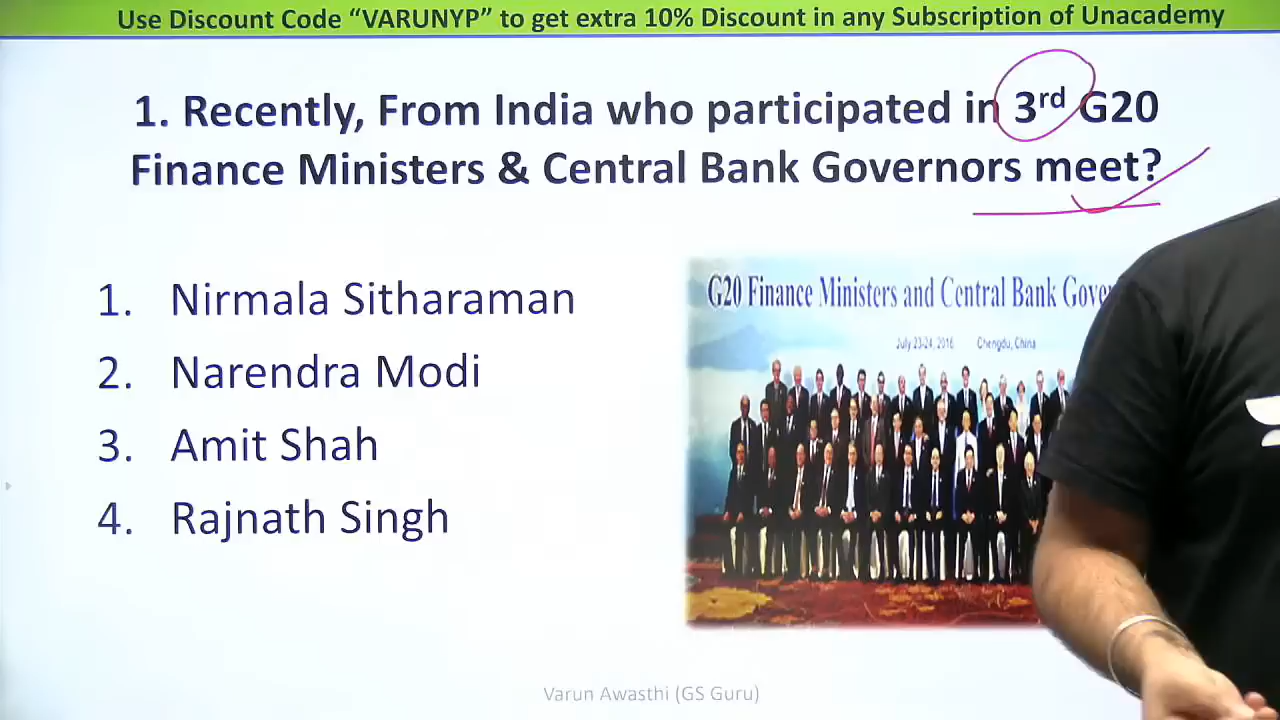 Use Discount Code “VARUNYP” to get extra 10% Discount in any Subscription of Unacademy
1. Recently, From India who participated in 3rd G20
Finance Ministers & Central Bank Governors meet?
1. Nirmala Sitharaman
2. Narendra Modi
3. Amit Shah
4. Rajnath Singh
G20 Finance Ministers and Central Bank Gove
July 23-24, 2016 Chengdu, China
Varun Awasthi (GS Guru)